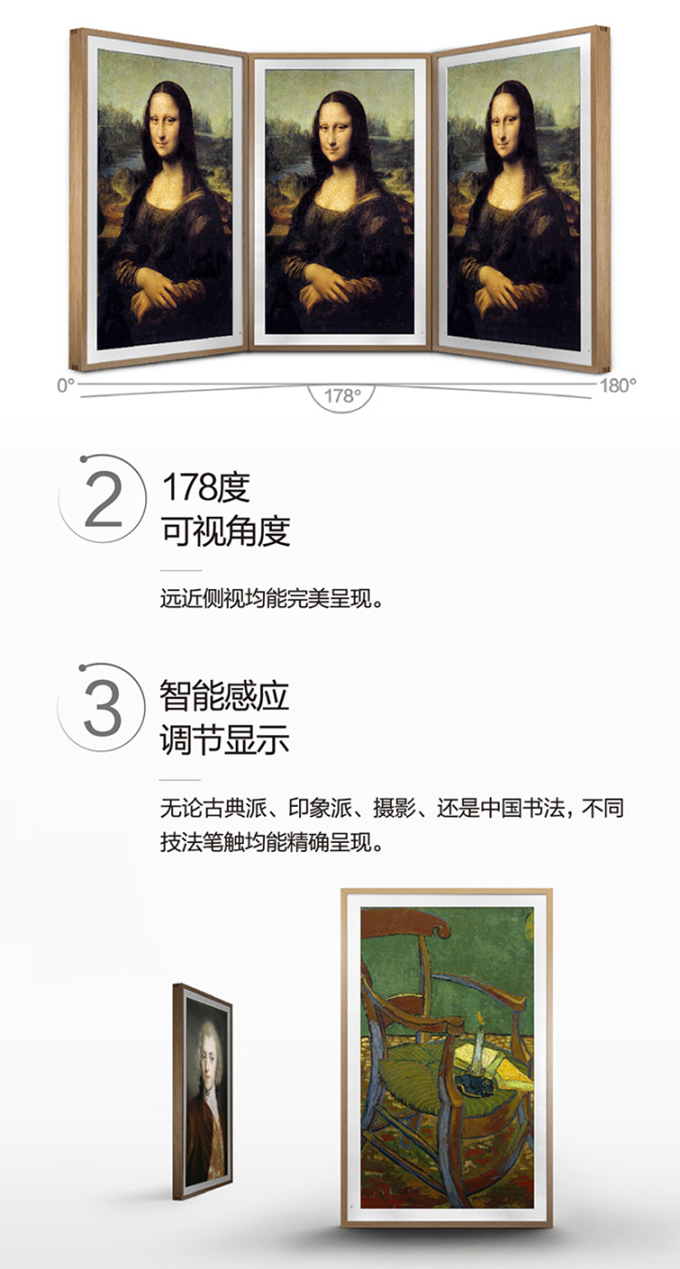 0°
178°
180°
2
178度
可视角度
远近侧视均能完美呈现。
3
智能感应
调节显示
无论古典派、印象派、摄影、还是中国书法，不同
技法笔触均能精确呈现。